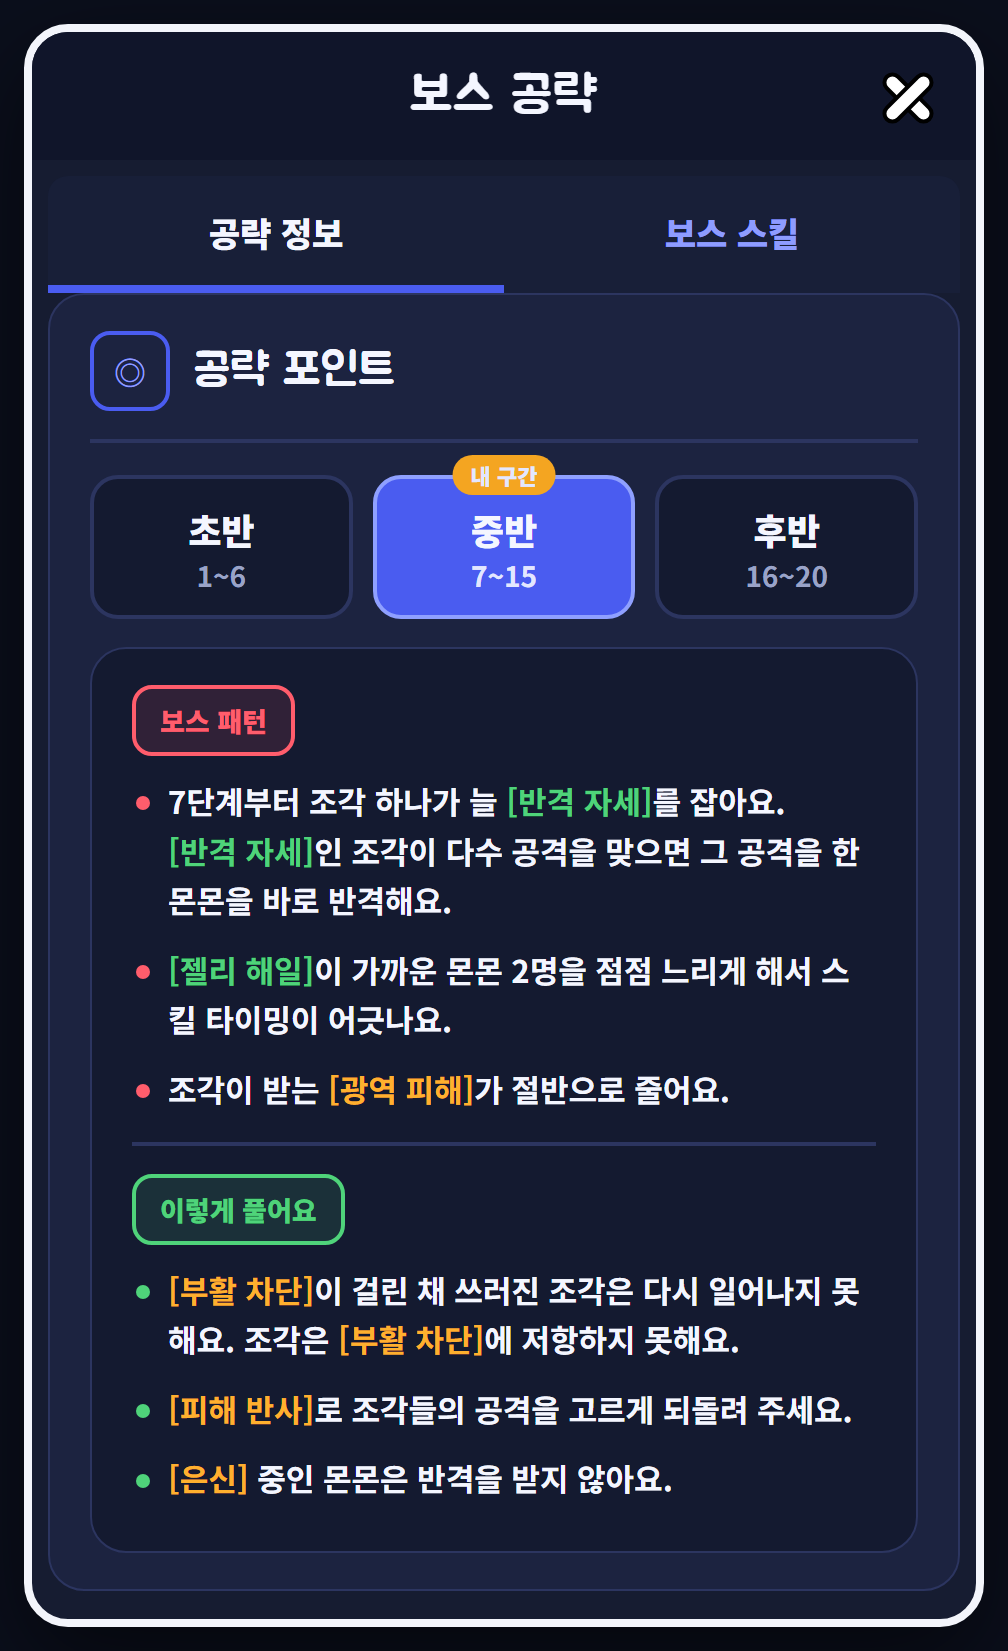 보스 공략
공략 정보
보스 스킬
공략 포인트
내 구간
초반
1~6
중반
7~15
후반
16~20
보스 패턴
7단계부터 조각 하나가 늘 [반격 자세]를 잡아요.
[반격 자세]인 조각이 다수 공격을 맞으면 그 공격을 한
몬몬을 바로 반격해요.
[젤리 해일]이 가까운 몬몬 2명을 점점 느리게 해서 스
킬 타이밍이 어긋나요.
조각이 받는 [광역 피해]가 절반으로 줄어요.
이렇게 풀어요
[부활 차단]이 걸린 채 쓰러진 조각은 다시 일어나지 못
해요. 조각은 [부활 차단]에 저항하지 못해요.
[피해 반사]로 조각들의 공격을 고르게 되돌려 주세요.
[은신] 중인 몬몬은 반격을 받지 않아요.